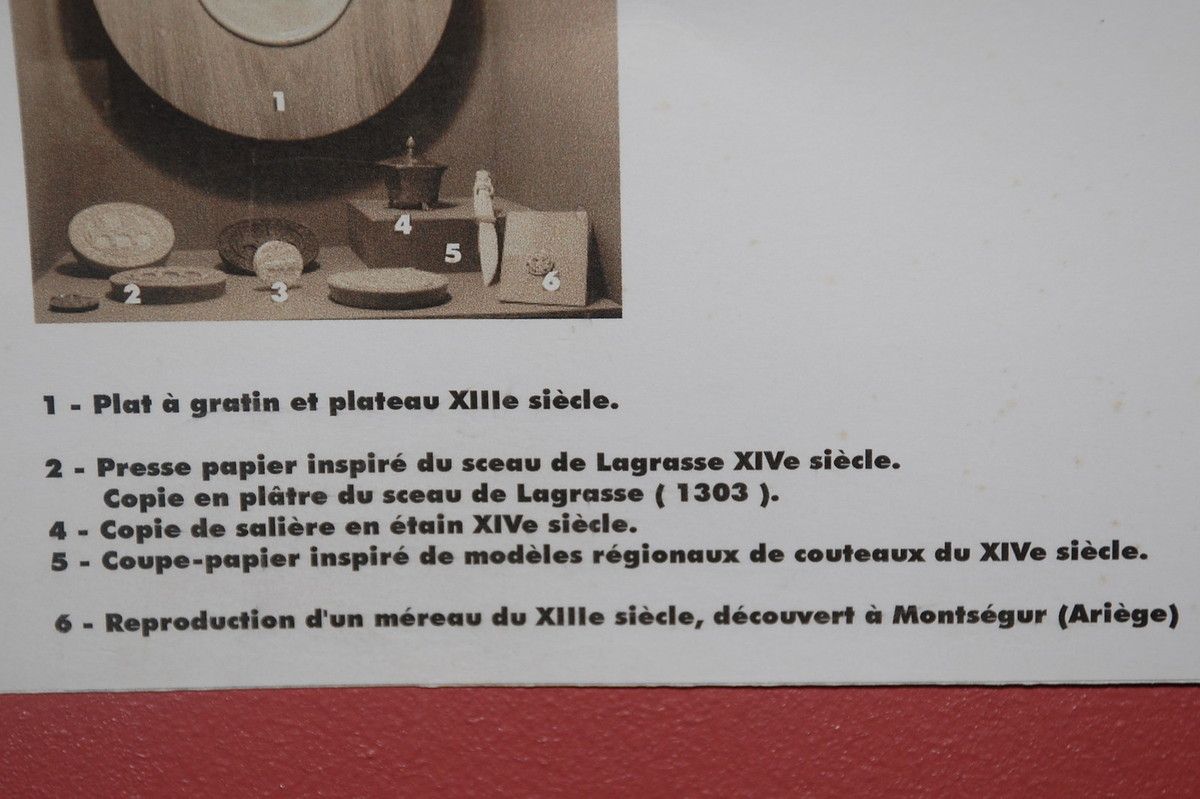 1
4
5
6
2
3
1 - Plat à gratin et plateau XIIIe siècle.
2 - Presse papier inspiré du sceau de Lagrasse XIVe siècle.
Copie en plâtre du sceau de Lagrasse ( 1303 ).
4 - Copie de salière en étain XIVe siècle.
5 - Coupe-papier inspiré de modèles régionaux de couteaux du XIVe siècle.
6 - Reproduction d'un méreau du XIIIe siècle, découvert à Montségur (Ariège)